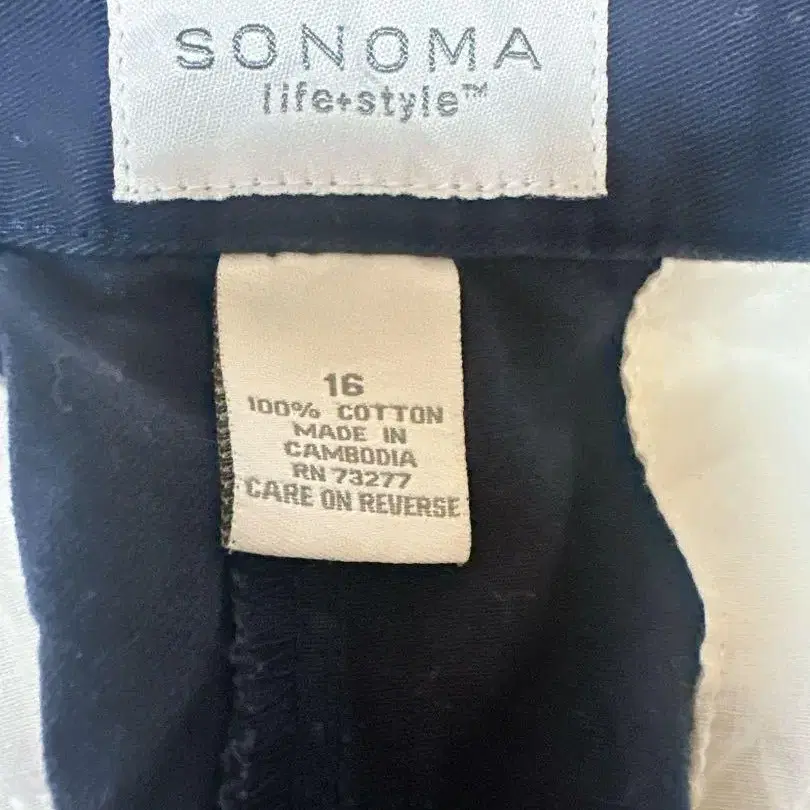 SONOMA
life+style™
16
100% COTTON
MADE IN
CAMBODIA
RN 73277
CARE ON REVERSE